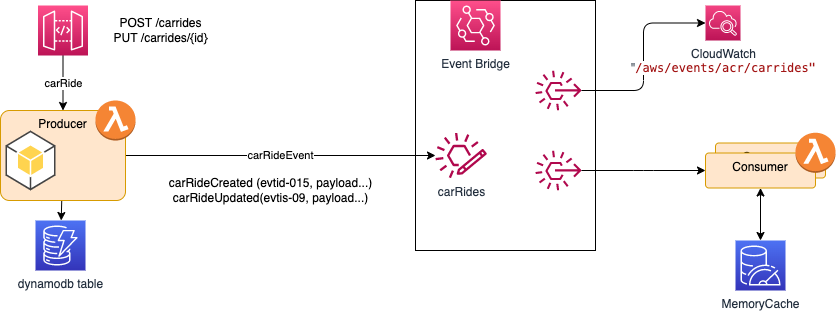 POST /carrides
PUT /carrides/{id}
carRide
Producer
carRideEvent
carRideCreated (evtid-015, payload...)
carRideUpdated(evtis-09, payload...)
dynamodb table
Event Bridge
carRides
CloudWatch
"/aws/events/acr/carrides"
Consumer
MemoryCache